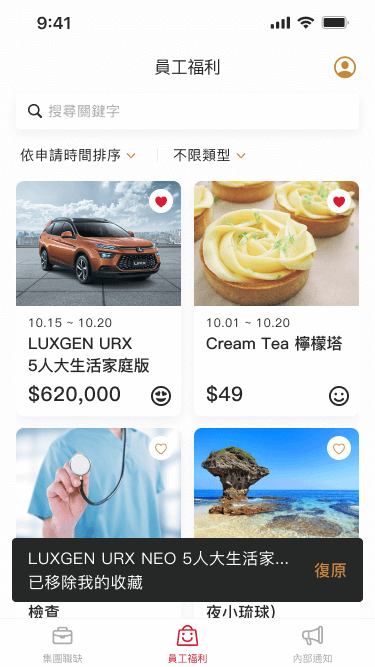 9:41
員工福利
搜尋關鍵字
依申請時間排序
不限類型
10.15 ~ 10.20
LUXGEN URX
5人大生活家庭版
$620,000
10.01 ~ 10.20
Cream Tea 檸檬塔
$49
LUXGEN URX NEO 5人大生活家...
已移除我的收藏
復原
檢查
夜小琉球)
集團職缺
員工福利
內部通知